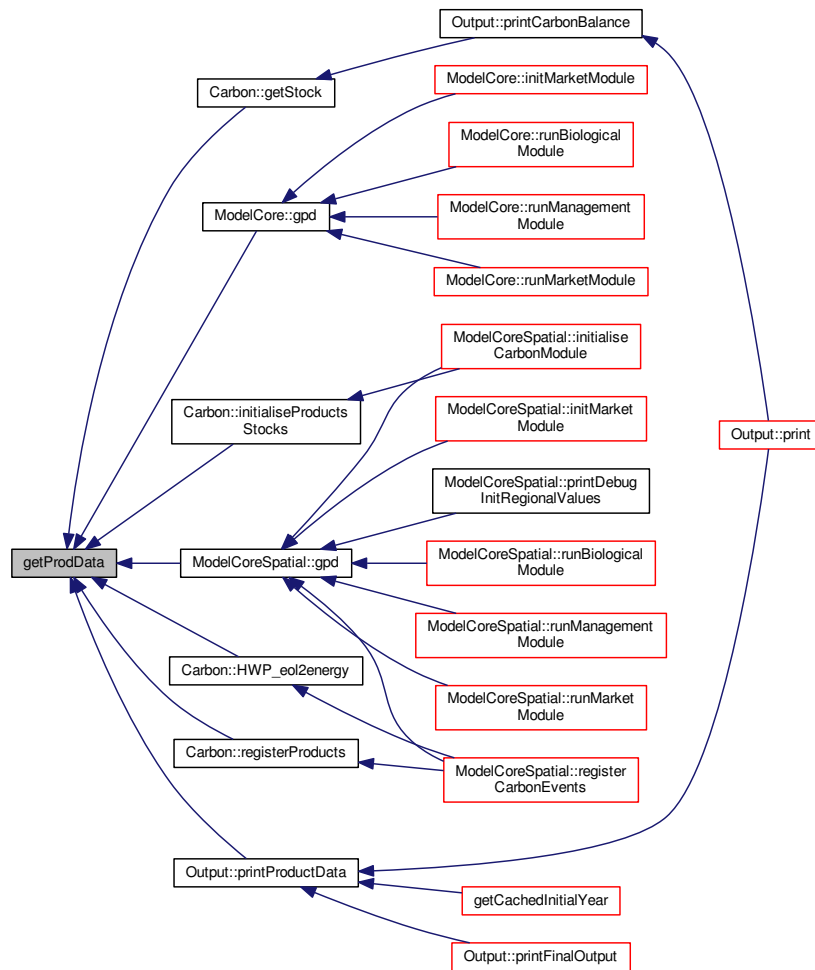 Output::printCarbonBalance
ModelCore::initMarketModule
Carbon::getStock
ModelCore::runBiological
Module
ModelCore::gpd
ModelCore::runManagement
Module
ModelCore::runMarketModule
ModelCoreSpatial::initialise
CarbonModule
Carbon::initialiseProducts
Stocks
ModelCoreSpatial::initMarket
Module
Output::print
ModelCoreSpatial::printDebug
InitRegionalValues
getProdData
ModelCoreSpatial::gpd
ModelCoreSpatial::runBiological
Module
ModelCoreSpatial::runManagement
Module
Carbon::HWP_eol2energy
ModelCoreSpatial::runMarket
Module
Carbon::registerProducts
ModelCoreSpatial::register
CarbonEvents
Output::printProductData
getCachedInitialYear
Output::printFinalOutput